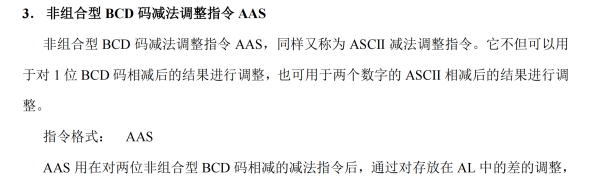 3． 非组合型 BCD 码减法调整指令 AAS
非组合型 BCD 码减法调整指令 AAS，同样又称为 ASCII 减法调整指令。它不但可以用
于对 1 位 BCD 码相减后的结果进行调整，也可用于两个数字的 ASCII 相减后的结果进行调
整。
指令格式： AAS
AAS 用在对两位非组合型 BCD 码相减的减法指令后，通过对存放在 AL 中的差的调整，